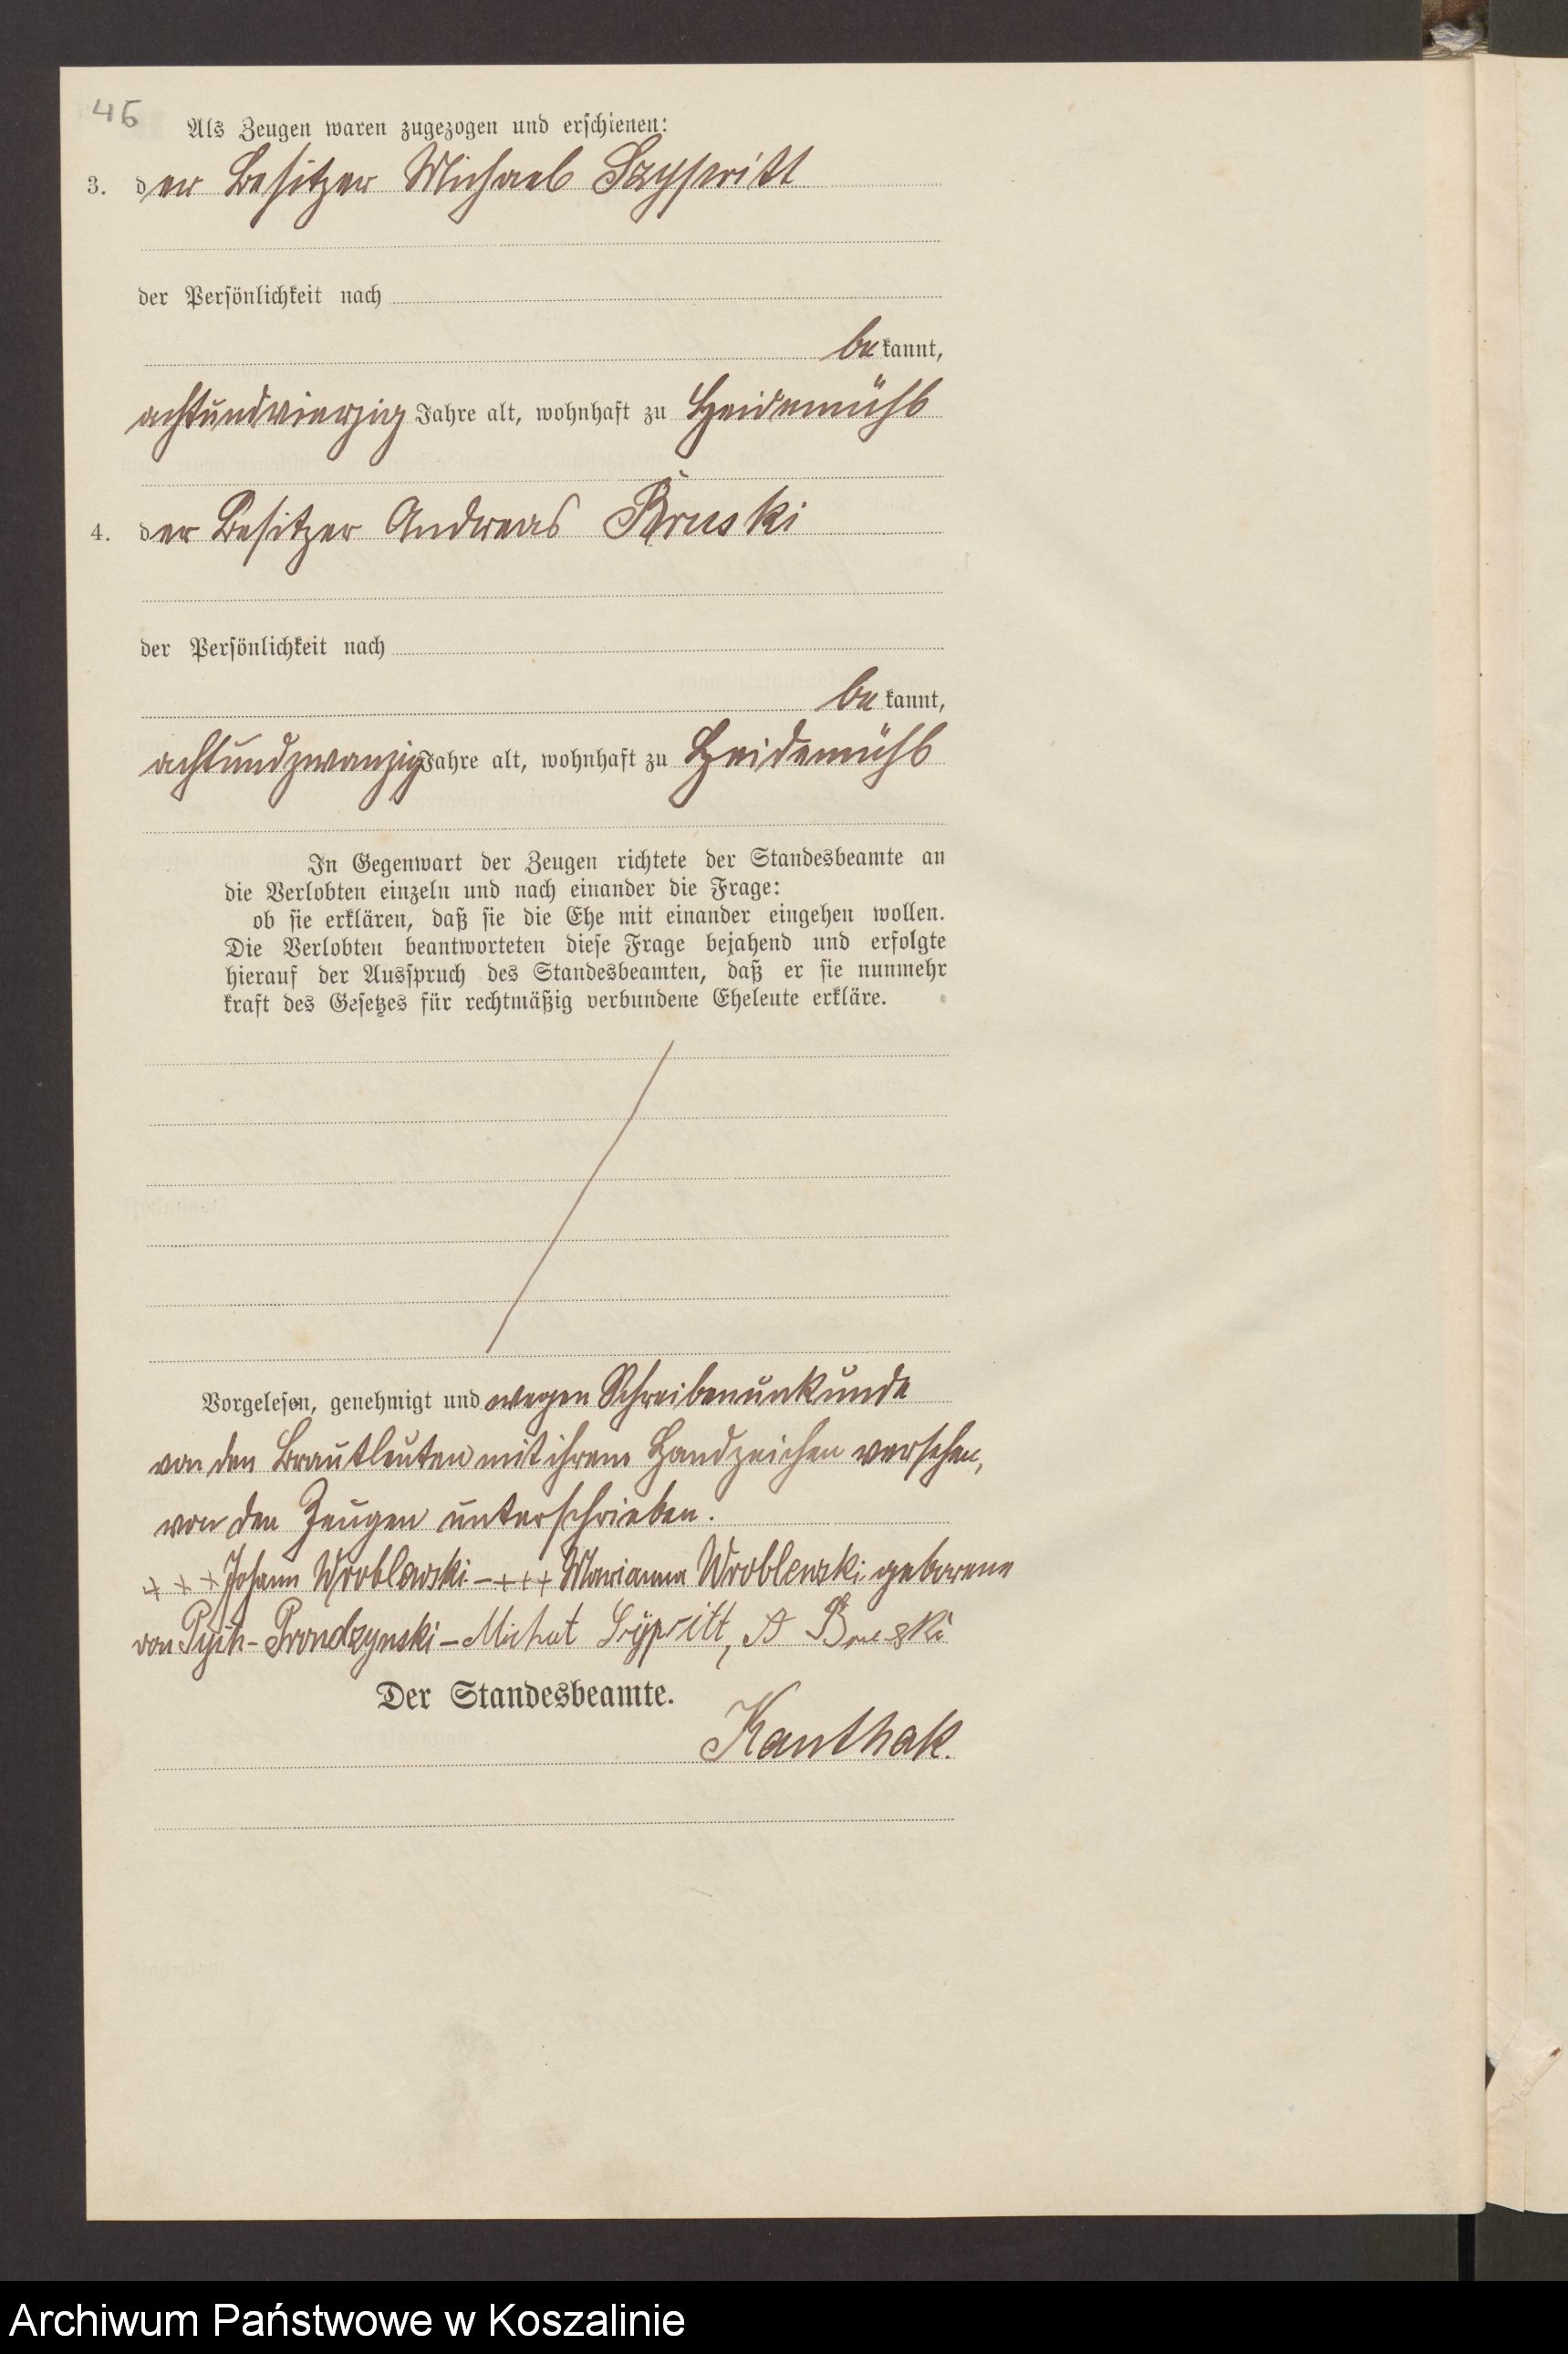 46
Als Zeugen waren zugezogen und erschienen:
3. der Besitzer Michael Szypritt
der Persönlichkeit nach
bekannt,
achtundvierzig Jahre alt, wohnhaft zu Heidemühl
4. der Besitzer Andreas Bruski
der Persönlichkeit nach
bekannt,
achtundzwanzig Jahre alt, wohnhaft zu Heidemühl
In Gegenwart der Zeugen richtete der Standesbeamte an
die Verlobten einzeln und nach einander die Frage:
ob sie erklären, daß sie die Ehe mit einander eingehen wollen.
Die Verlobten beantworteten diese Frage bejahend und erfolgte
hierauf der Ausspruch des Standesbeamten, daß er sie nunmehr
kraft des Gesetzes für rechtmäßig verbundene Eheleute erkläre.
Vorgelesen, genehmigt und wegen Schreibenunkunde
von den Brautleuten mit ihrem Handzeichen versehen,
von den Zeugen unterschrieben.
+ + + Johann Wroblewski - +++ Marianna Wroblewski geborene
von Pych-Prondzynski - Michał Szypritt, A Bruski
Der Standesbeamte.
Kanthak.
Archiwum Państwowe w Koszalinie